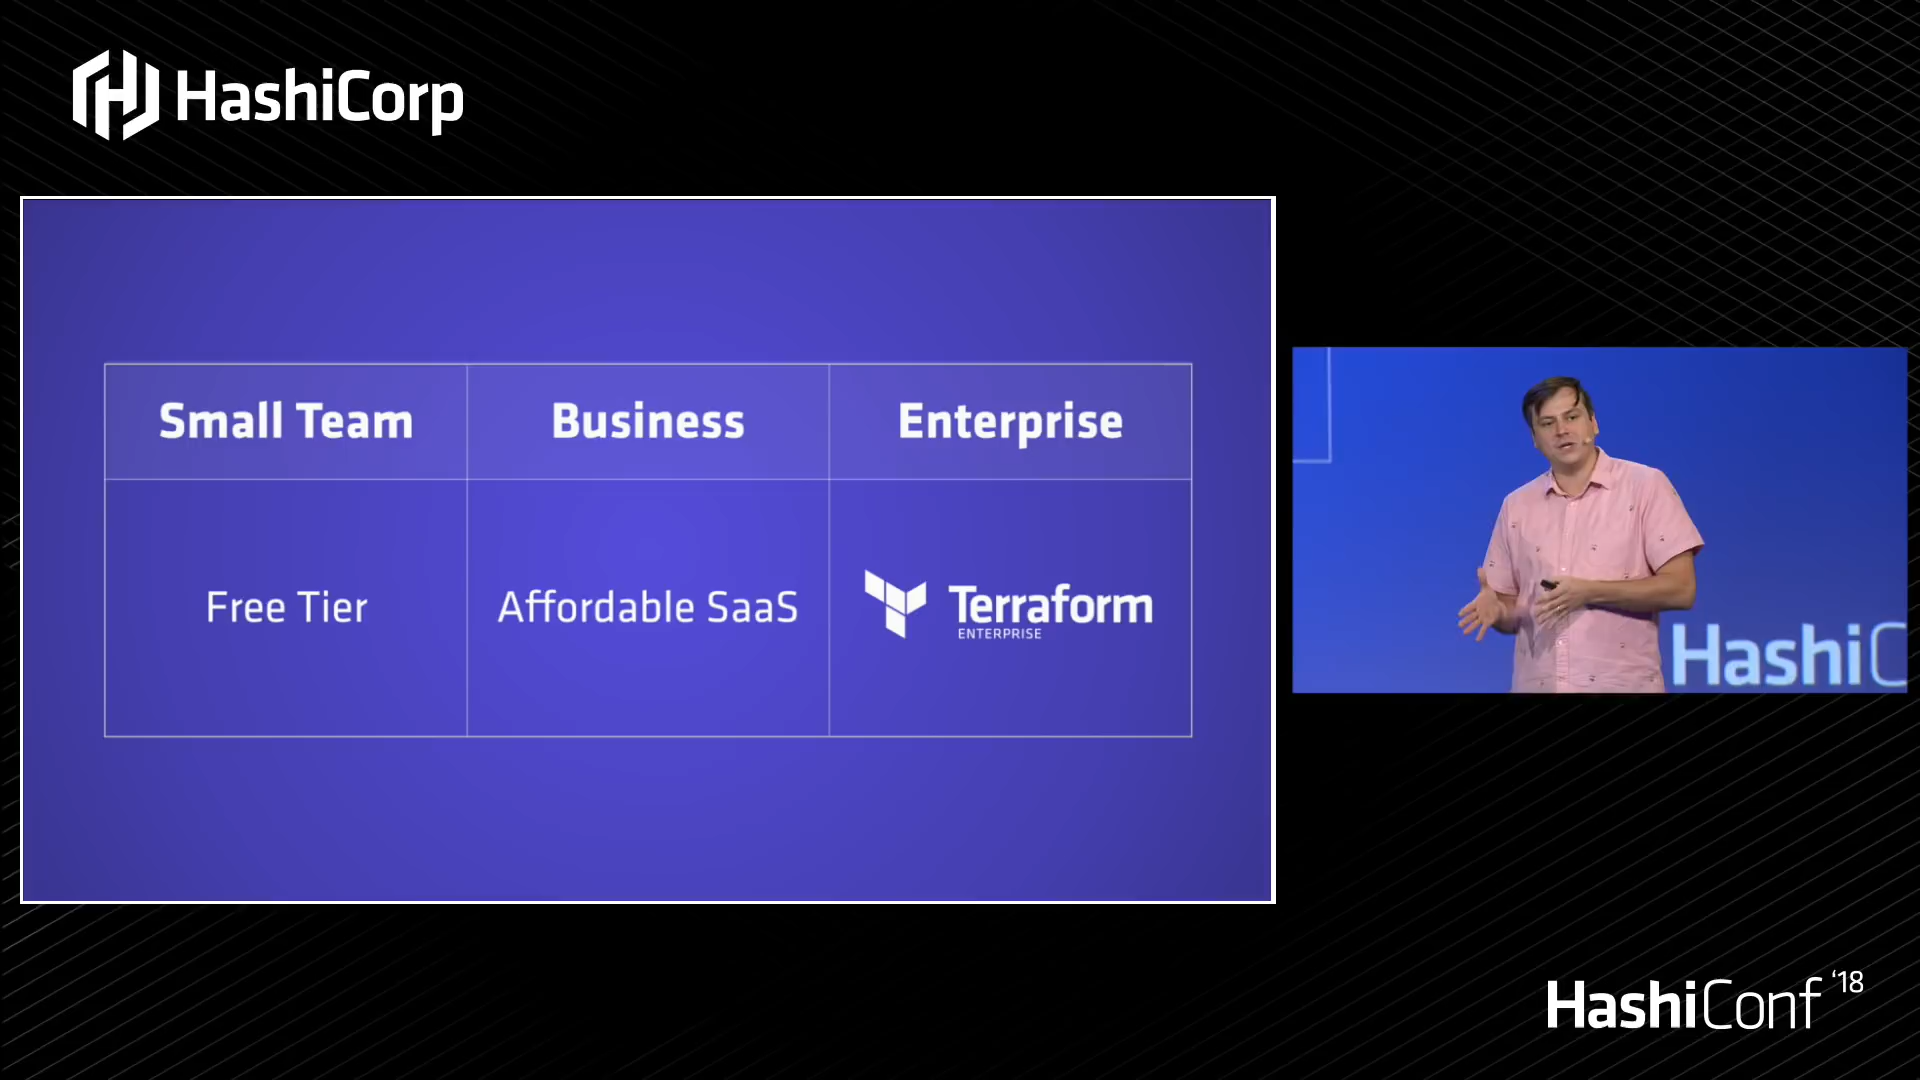 HashiCorp
Small Team Business Enterprise
Free Tier Affordable SaaS Terraform
ENTERPRISE
HashiC
HashiConf '18